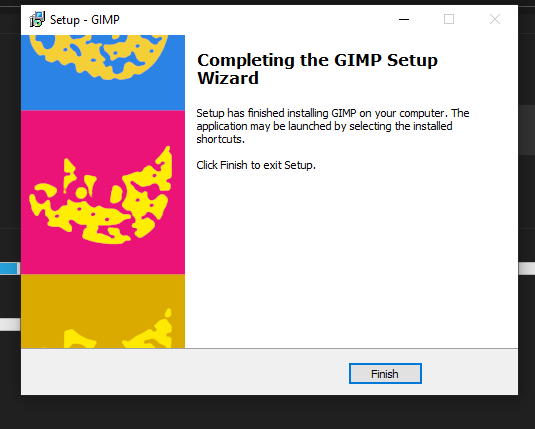 Setup - GIMP
Completing the GIMP Setup
Wizard
Setup has finished installing GIMP on your computer. The
application may be launched by selecting the installed
shortcuts.
Click Finish to exit Setup.
Finish